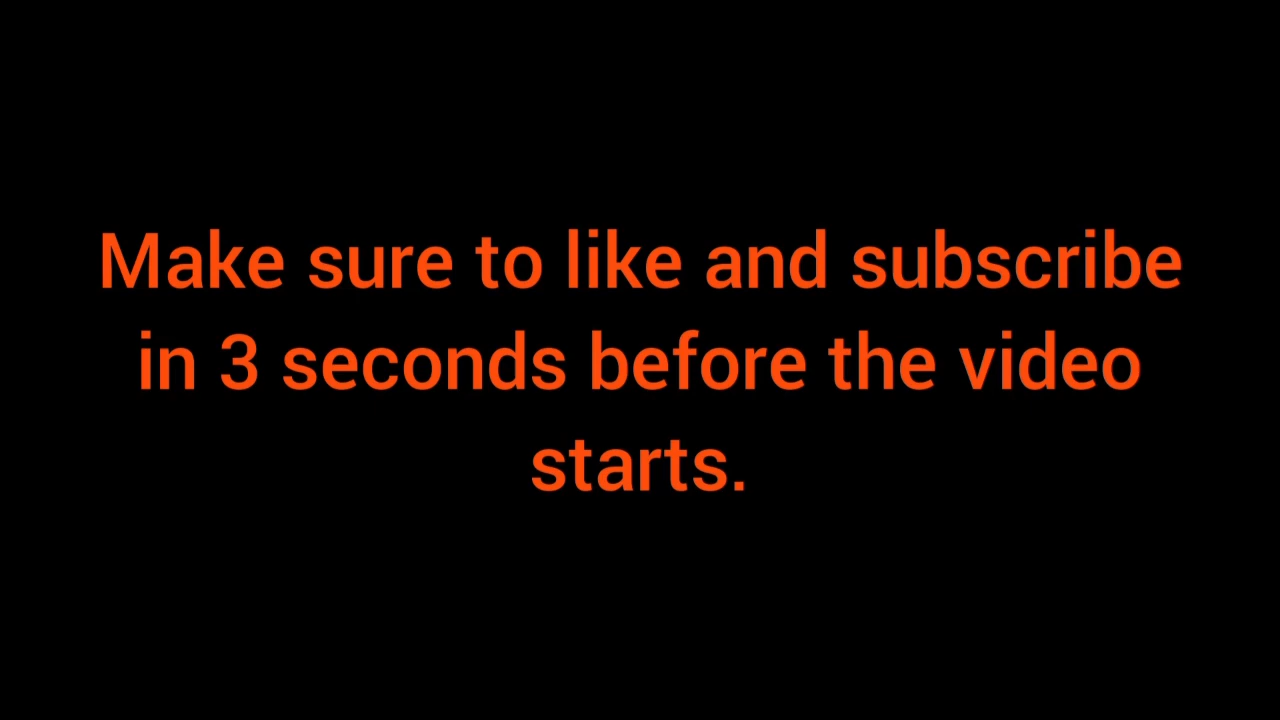 Make sure to like and subscribe
in 3 seconds before the video
starts.